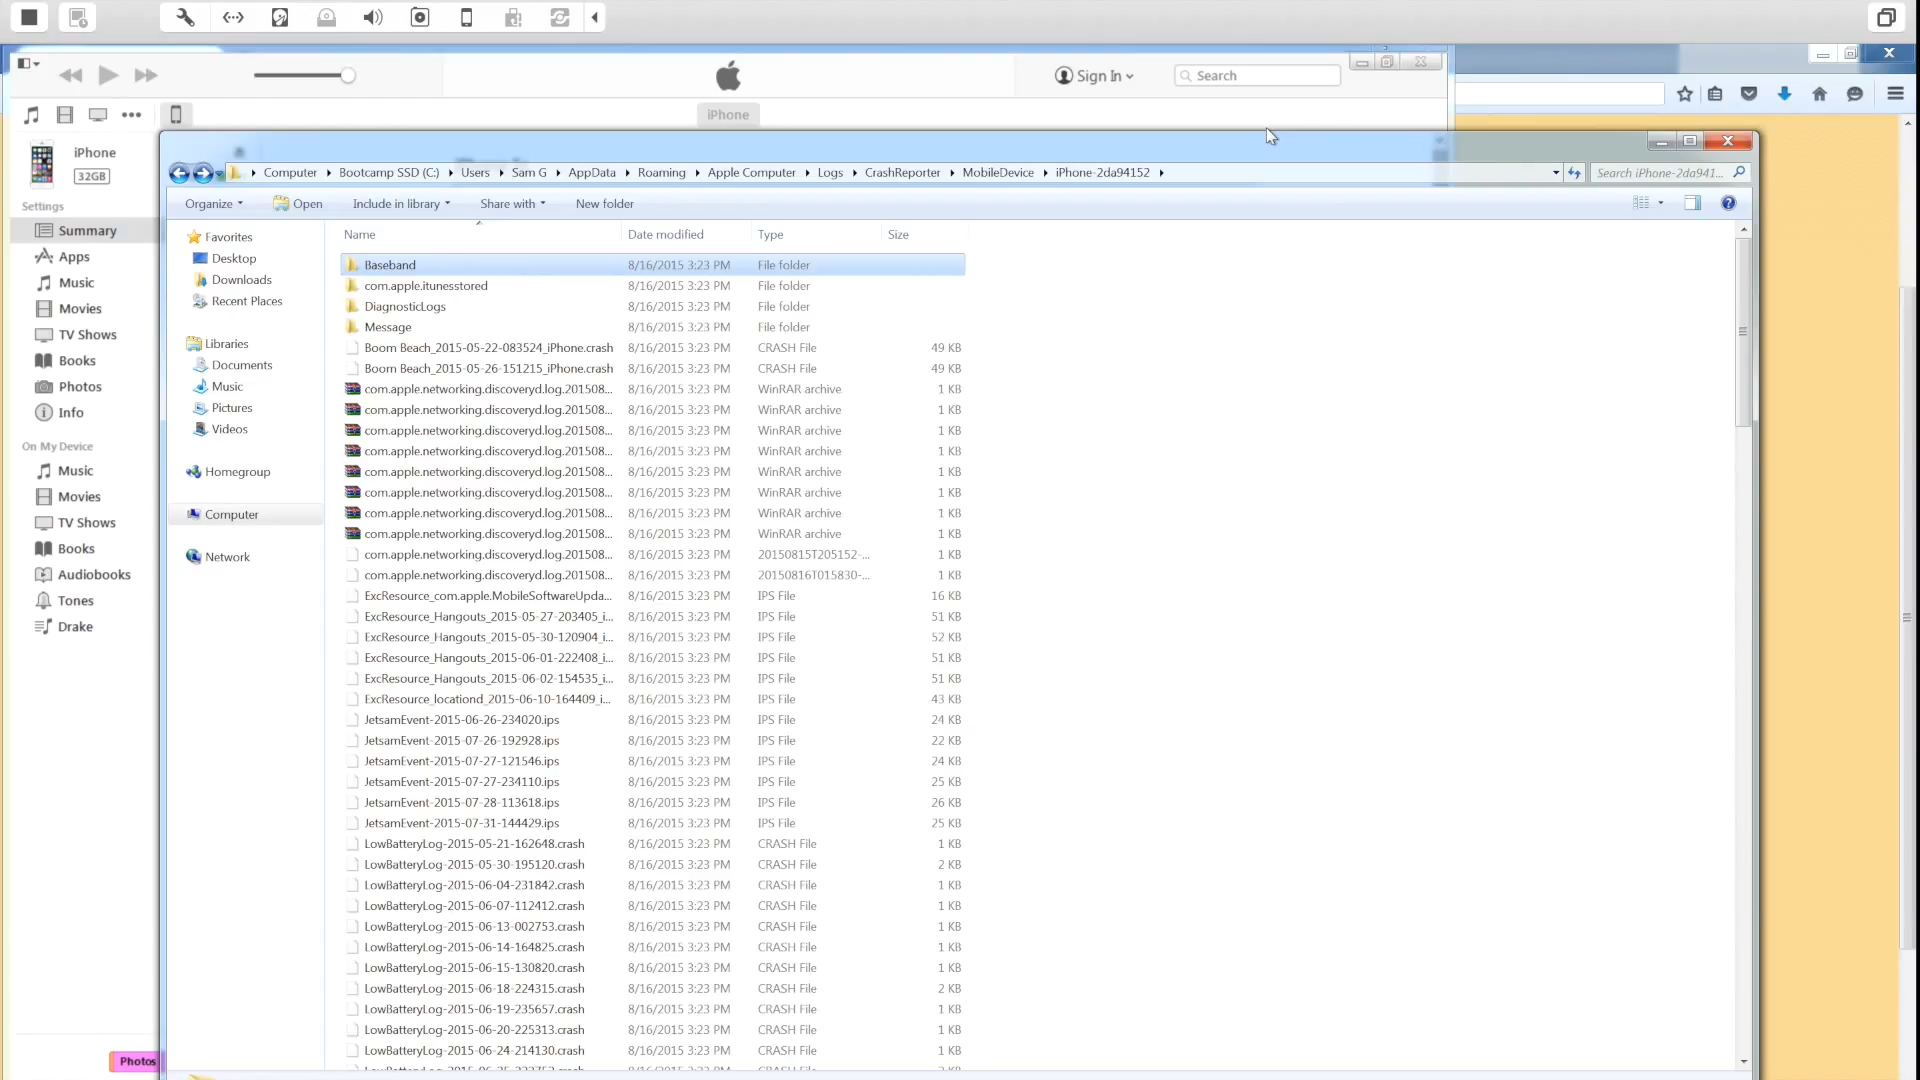 Sign In
Search
iPhone
iPhone
32GB
Computer Bootcamp SSD (C:) Users Sam G AppData Roaming Apple Computer Logs CrashReporter MobileDevice iPhone-2da94152
Search iPhone-2da941...
Organize Open Include in library Share with New folder
Settings
Summary
Apps
Music
Movies
TV Shows
Books
Photos
Info
On My Device
Music
Movies
TV Shows
Books
Audiobooks
Tones
Drake
Photos
Favorites
Desktop
Downloads
Recent Places
Libraries
Documents
Music
Pictures
Videos
Homegroup
Computer
Network
Name Date modified Type Size
Baseband 8/16/2015 3:23 PM File folder
com.apple.itunesstored 8/16/2015 3:23 PM File folder
DiagnosticLogs 8/16/2015 3:23 PM File folder
Message 8/16/2015 3:23 PM File folder
Boom Beach_2015-05-22-083524_iPhone.crash 8/16/2015 3:23 PM CRASH File 49 KB
Boom Beach_2015-05-26-151215_iPhone.crash 8/16/2015 3:23 PM CRASH File 49 KB
com.apple.networking.discoveryd.log.201508... 8/16/2015 3:23 PM WinRAR archive 1 KB
com.apple.networking.discoveryd.log.201508... 8/16/2015 3:23 PM WinRAR archive 1 KB
com.apple.networking.discoveryd.log.201508... 8/16/2015 3:23 PM WinRAR archive 1 KB
com.apple.networking.discoveryd.log.201508... 8/16/2015 3:23 PM WinRAR archive 1 KB
com.apple.networking.discoveryd.log.201508... 8/16/2015 3:23 PM WinRAR archive 1 KB
com.apple.networking.discoveryd.log.201508... 8/16/2015 3:23 PM WinRAR archive 1 KB
com.apple.networking.discoveryd.log.201508... 8/16/2015 3:23 PM WinRAR archive 1 KB
com.apple.networking.discoveryd.log.201508... 8/16/2015 3:23 PM WinRAR archive 1 KB
com.apple.networking.discoveryd.log.201508... 8/16/2015 3:23 PM 20150815T205152-... 1 KB
com.apple.networking.discoveryd.log.201508... 8/16/2015 3:23 PM 20150816T015830-... 1 KB
ExcResource_com.apple.MobileSoftwareUpda... 8/16/2015 3:23 PM IPS File 16 KB
ExcResource_Hangouts_2015-05-27-203405_i... 8/16/2015 3:23 PM IPS File 51 KB
ExcResource_Hangouts_2015-05-30-120904_i... 8/16/2015 3:23 PM IPS File 52 KB
ExcResource_Hangouts_2015-06-01-222408_i... 8/16/2015 3:23 PM IPS File 51 KB
ExcResource_Hangouts_2015-06-02-154535_i... 8/16/2015 3:23 PM IPS File 51 KB
ExcResource_locationd_2015-06-10-164409_i... 8/16/2015 3:23 PM IPS File 43 KB
JetsamEvent-2015-06-26-234020.ips 8/16/2015 3:23 PM IPS File 24 KB
JetsamEvent-2015-07-26-192928.ips 8/16/2015 3:23 PM IPS File 22 KB
JetsamEvent-2015-07-27-121546.ips 8/16/2015 3:23 PM IPS File 24 KB
JetsamEvent-2015-07-27-234110.ips 8/16/2015 3:23 PM IPS File 25 KB
JetsamEvent-2015-07-28-113618.ips 8/16/2015 3:23 PM IPS File 26 KB
JetsamEvent-2015-07-31-144429.ips 8/16/2015 3:23 PM IPS File 25 KB
LowBatteryLog-2015-05-21-162648.crash 8/16/2015 3:23 PM CRASH File 1 KB
LowBatteryLog-2015-05-30-195120.crash 8/16/2015 3:23 PM CRASH File 2 KB
LowBatteryLog-2015-06-04-231842.crash 8/16/2015 3:23 PM CRASH File 1 KB
LowBatteryLog-2015-06-07-112412.crash 8/16/2015 3:23 PM CRASH File 1 KB
LowBatteryLog-2015-06-13-002753.crash 8/16/2015 3:23 PM CRASH File 1 KB
LowBatteryLog-2015-06-14-164825.crash 8/16/2015 3:23 PM CRASH File 1 KB
LowBatteryLog-2015-06-15-130820.crash 8/16/2015 3:23 PM CRASH File 1 KB
LowBatteryLog-2015-06-18-224315.crash 8/16/2015 3:23 PM CRASH File 2 KB
LowBatteryLog-2015-06-19-235657.crash 8/16/2015 3:23 PM CRASH File 1 KB
LowBatteryLog-2015-06-20-225313.crash 8/16/2015 3:23 PM CRASH File 1 KB
LowBatteryLog-2015-06-24-214130.crash 8/16/2015 3:23 PM CRASH File 1 KB